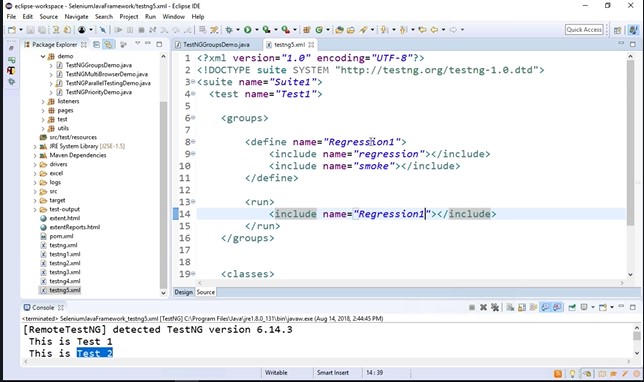 eclipse-workspace - SeleniumJavaFramework/testng5.xml - Eclipse IDE
File Edit Source Navigate Search Project Run Design Window Help
Quick Access
Package Explorer
demo
TestNGGroupsDemo.java
TestNGMultiBrowserDemo.java
TestNGParallelTestingDemo.java
TestNGPriorityDemo.java
listeners
pages
test
utils
src/test/resources
JRE System Library [J2SE-1.5]
Maven Dependencies
drivers
excel
logs
src
target
test-output
extent.html
extentReports.html
pom.xml
testng.xml
testng1.xml
testng2.xml
testng3.xml
testng4.xml
testng5.xml
TestNGGroupsDemo.java
testng5.xml
1 <?xml version="1.0" encoding="UTF-8"?>
2 <!DOCTYPE suite SYSTEM "http://testng.org/testng-1.0.dtd">
3 <suite name="Suite1">
4 <test name="Test1">
5
6 <groups>
7
8 <define name="Regression1">
9 <include name="regression"></include>
10 <include name="smoke"></include>
11 </define>
12
13 <run>
14 <include name="Regression1"></include>
15 </run>
16 </groups>
17
18
19 <classes>
Design Source
Console
<terminated> SeleniumJavaFramework_testng5.xml [TestNG] C:\Program Files\Java\jre1.8.0_131\bin\javaw.exe (Aug 14, 2018, 2:44:45 PM)
[RemoteTestNG] detected TestNG version 6.14.3
This is Test 1
This is Test 2
Writable
Smart Insert
14 : 39